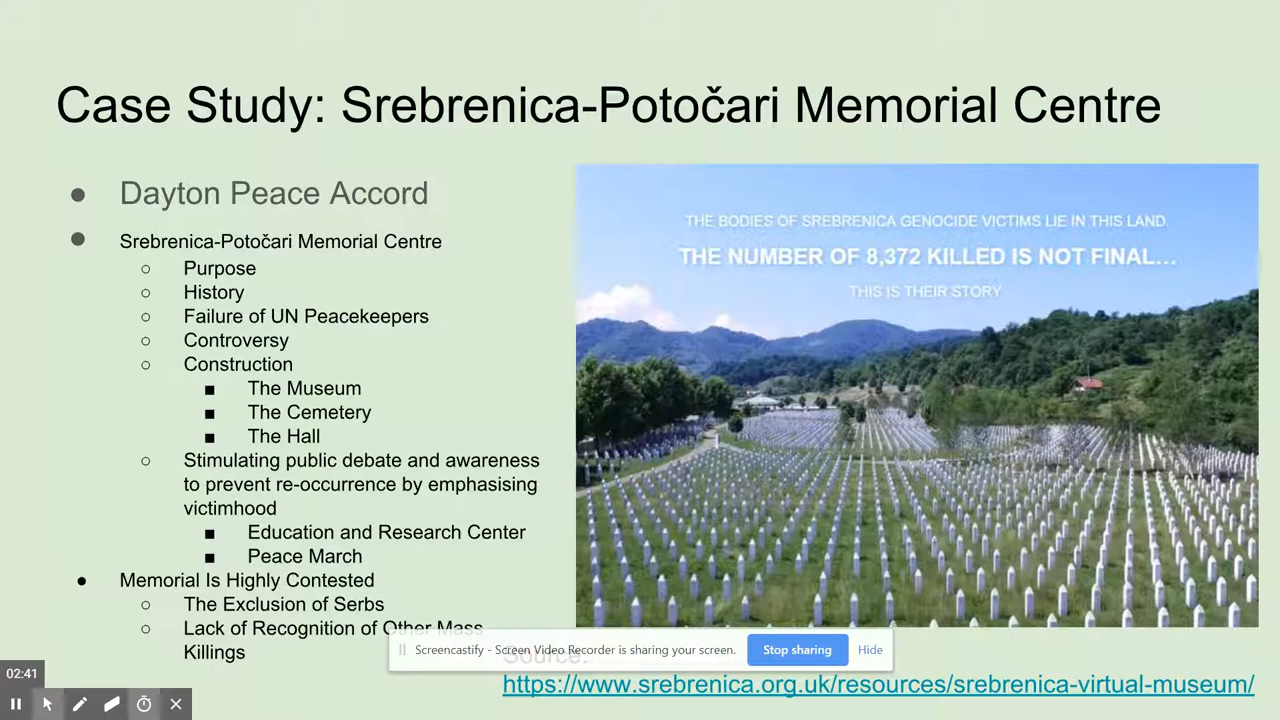 Case Study: Srebrenica-Potočari Memorial Centre
● Dayton Peace Accord
● Srebrenica-Potočari Memorial Centre
○ Purpose
○ History
○ Failure of UN Peacekeepers
○ Controversy
○ Construction
■ The Museum
■ The Cemetery
■ The Hall
○ Stimulating public debate and awareness
to prevent re-occurrence by emphasising
victimhood
■ Education and Research Center
■ Peace March
● Memorial Is Highly Contested
○ The Exclusion of Serbs
○ Lack of Recognition of Other Mass
Killings
THE BODIES OF SREBRENICA GENOCIDE VICTIMS LIE IN THIS LAND
THE NUMBER OF 8,372 KILLED IS NOT FINAL...
THIS IS THEIR STORY
Source:
https://www.srebrenica.org.uk/resources/srebrenica-virtual-museum/
Screencastify - Screen Video Recorder is sharing your screen.
Stop sharing
Hide
02:41